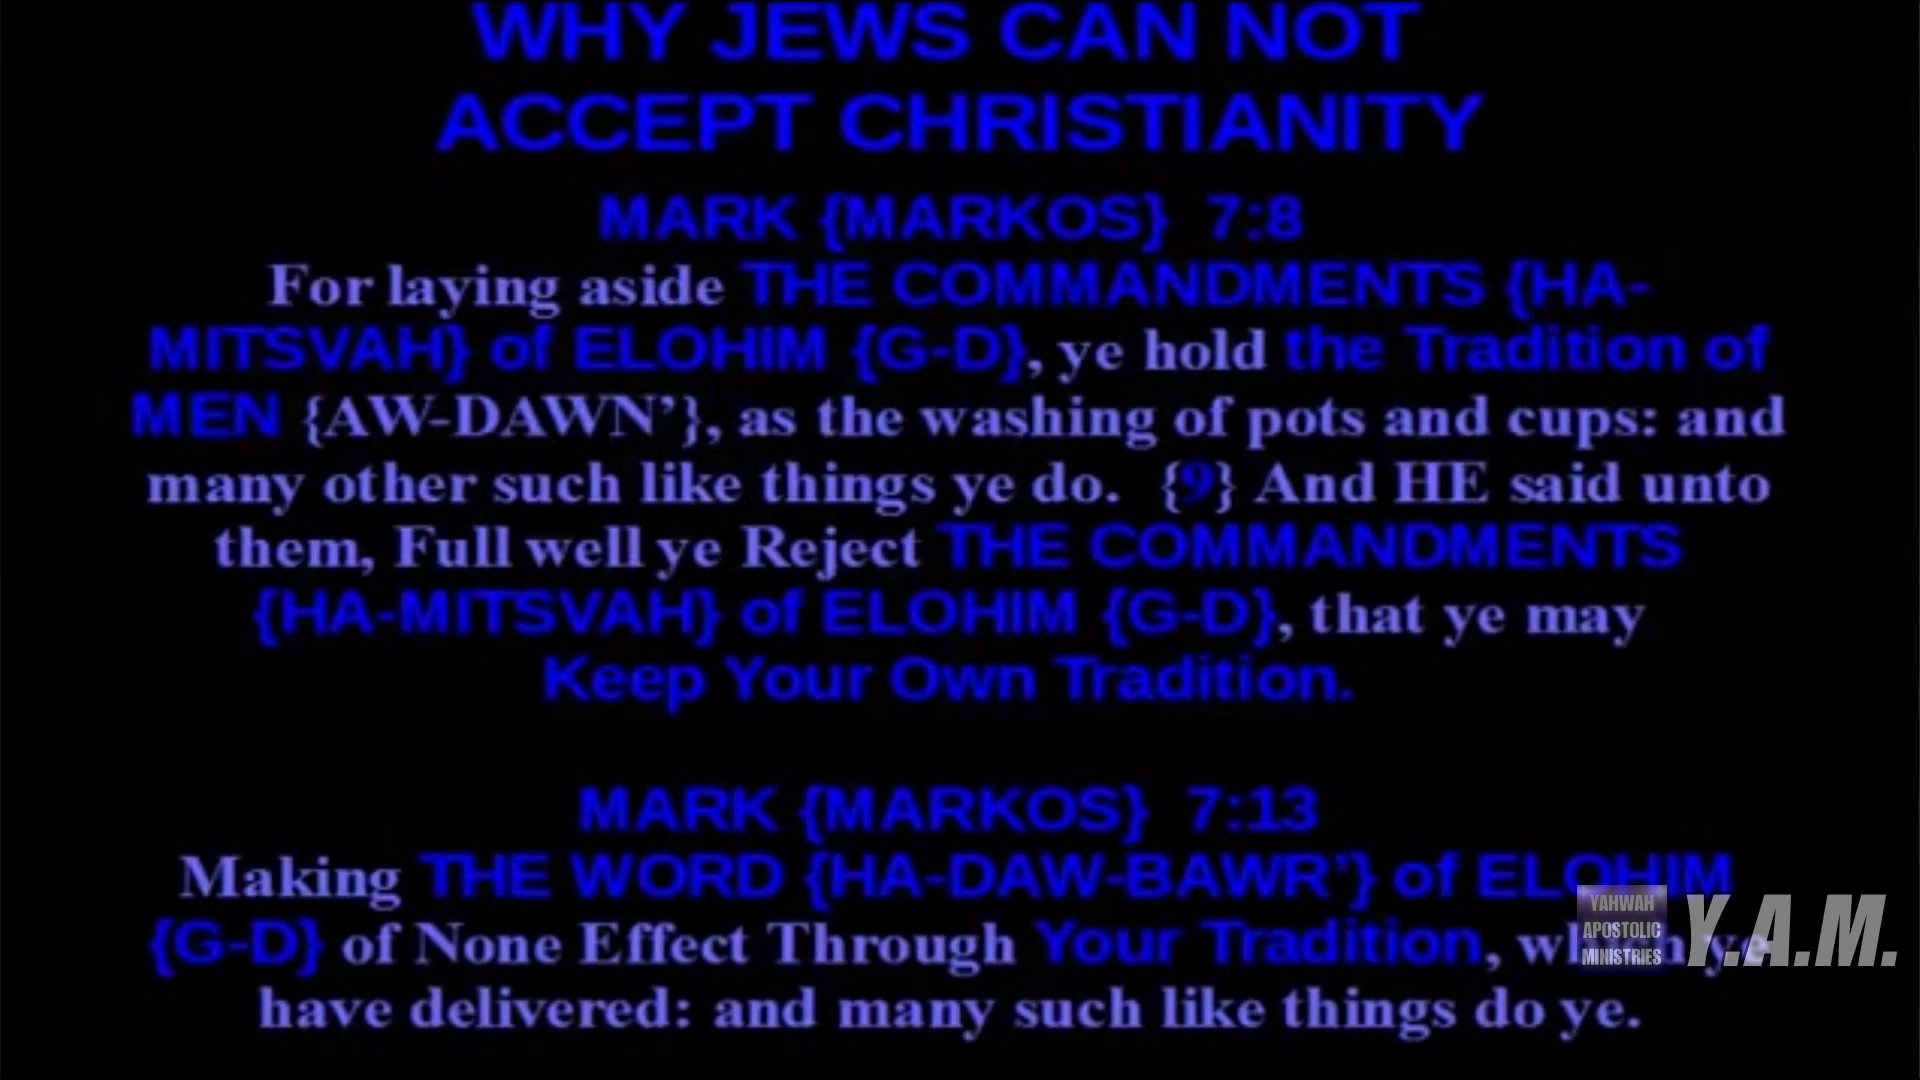 WHY JEWS CAN NOT
ACCEPT CHRISTIANITY
MARK {MARKOS} 7:8
For laying aside THE COMMANDMENTS {HA-
MITSVAH} of ELOHIM {G-D}, ye hold the Tradition of
MEN {AW-DAWN’}, as the washing of pots and cups: and
many other such like things ye do. {9} And HE said unto
them, Full well ye Reject THE COMMANDMENTS
{HA-MITSVAH} of ELOHIM {G-D}, that ye may
Keep Your Own Tradition.
MARK {MARKOS} 7:13
Making THE WORD {HA-DAW-BAWR’} of ELOHIM
{G-D} of None Effect Through Your Tradition, which ye
have delivered: and many such like things do ye.
YAHWAH
APOSTOLIC
MINISTRIES
Y.A.M.